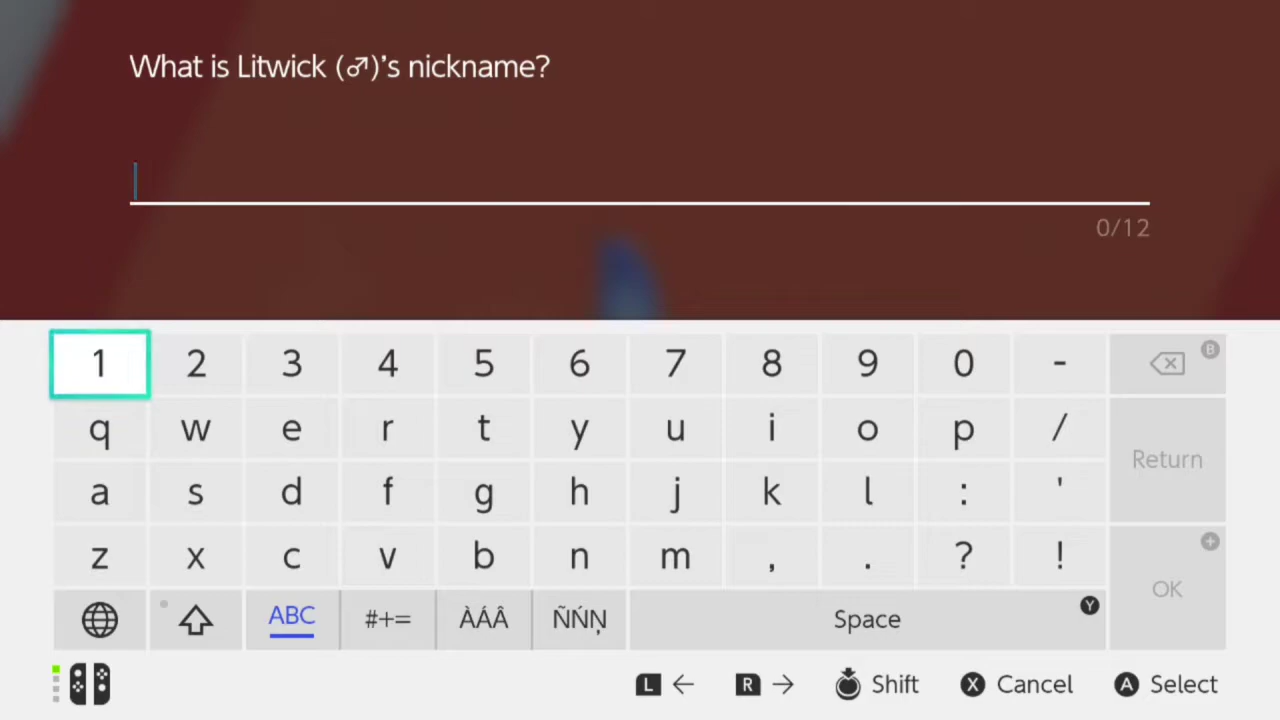 What is Litwick (♂)'s nickname?
0/12
1 2 3 4 5 6 7 8 9 0 - B
q w e r t y u i o p / Return
a s d f g h j k l : '
z x c v b n m , . ? ! + OK
ABC #+= ÀÁÂ ÑŃŅ Space Y
L ← R → Shift X Cancel A Select